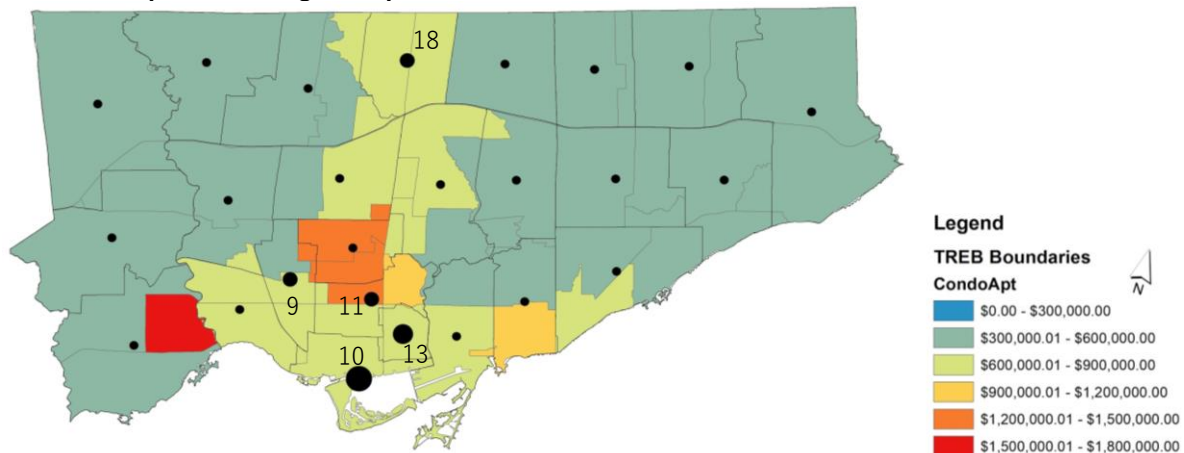 18
9
11
13
10
Legend
TREB Boundaries
CondoApt
N
$0.00 - $300,000.00
$300,000.01 - $600,000.00
$600,000.01 - $900,000.00
$900,000.01 - $1,200,000.00
$1,200,000.01 - $1,500,000.00
$1,500,000.01 - $1,800,000.00